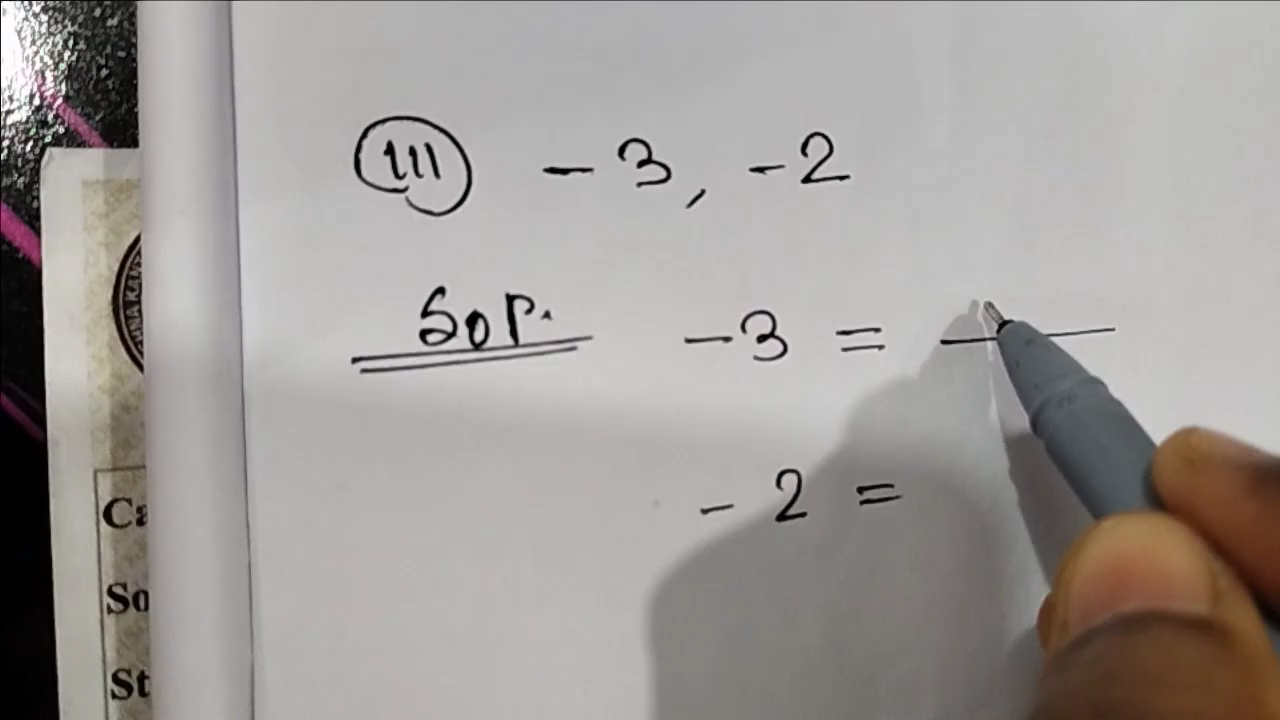 (iii) -3, -2
Sol. -3 =
-2 =
Ca
So
St